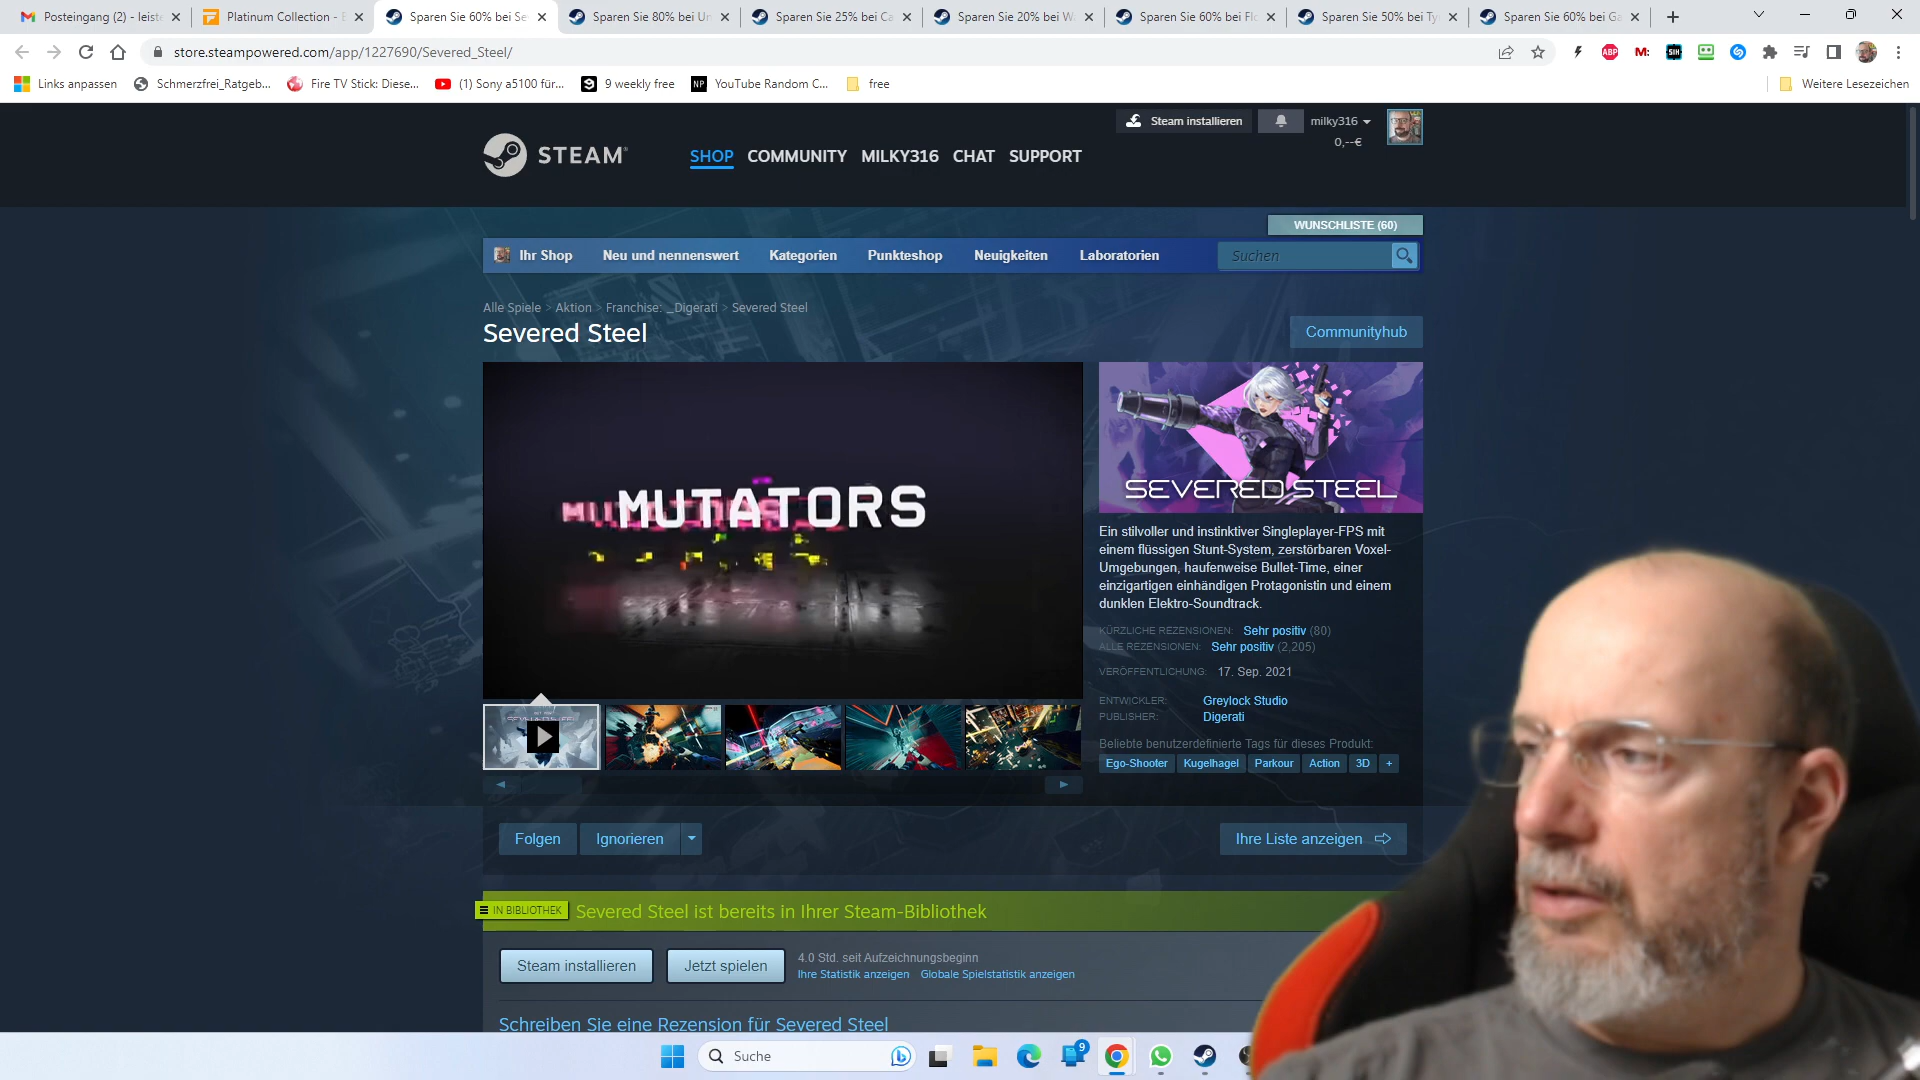 Posteingang (2) - leist
Platinum Collection - 
Sparen Sie 60% bei Se
Sparen Sie 80% bei Un
Sparen Sie 25% bei Ca
Sparen Sie 20% bei W
Sparen Sie 60% bei Flo
Sparen Sie 50% bei Ty
Sparen Sie 60% bei Ga
store.steampowered.com/app/1227690/Severed_Steel/
ABP
M:
SIH
Links anpassen
Schmerzfrei_Ratgeb...
Fire TV Stick: Diese...
(1) Sony a5100 für...
9 weekly free
NP
YouTube Random C...
free
Weitere Lesezeichen
Steam installieren
milky316
0,--€
STEAM
SHOP
COMMUNITY
MILKY316
CHAT
SUPPORT
WUNSCHLISTE (60)
Ihr Shop
Neu und nennenswert
Kategorien
Punkteshop
Neuigkeiten
Laboratorien
Suchen
Alle Spiele > Aktion > Franchise: _Digerati > Severed Steel
Severed Steel
Communityhub
MUTATORS
SEVERED STEEL
Ein stilvoller und instinktiver Singleplayer-FPS mit
einem flüssigen Stunt-System, zerstörbaren Voxel-
Umgebungen, haufenweise Bullet-Time, einer
einzigartigen einhändigen Protagonistin und einem
dunklen Elektro-Soundtrack.
KÜRZLICHE REZENSIONEN: Sehr positiv (80)
ALLE REZENSIONEN: Sehr positiv (2,205)
VERÖFFENTLICHUNG: 17. Sep. 2021
ENTWICKLER: Greylock Studio
PUBLISHER: Digerati
Beliebte benutzerdefinierte Tags für dieses Produkt:
Ego-Shooter
Kugelhagel
Parkour
Action
3D
+
Folgen
Ignorieren
Ihre Liste anzeigen
IN BIBLIOTHEK
Severed Steel ist bereits in Ihrer Steam-Bibliothek
Steam installieren
Jetzt spielen
4.0 Std. seit Aufzeichnungsbeginn
Ihre Statistik anzeigen
Globale Spielstatistik anzeigen
Schreiben Sie eine Rezension für Severed Steel
Suche
9